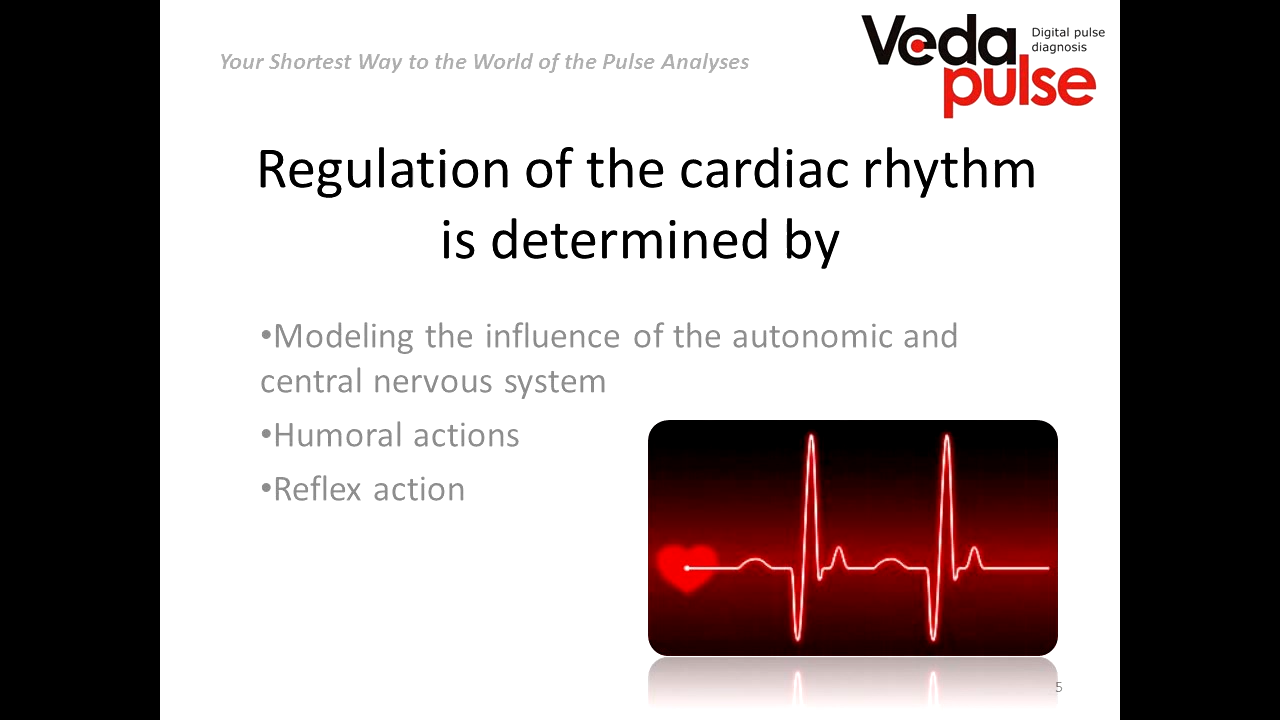 Your Shortest Way to the World of the Pulse Analyses
Veda
pulse
Digital pulse
diagnosis
Regulation of the cardiac rhythm
is determined by
•Modeling the influence of the autonomic and
central nervous system
•Humoral actions
•Reflex action
5